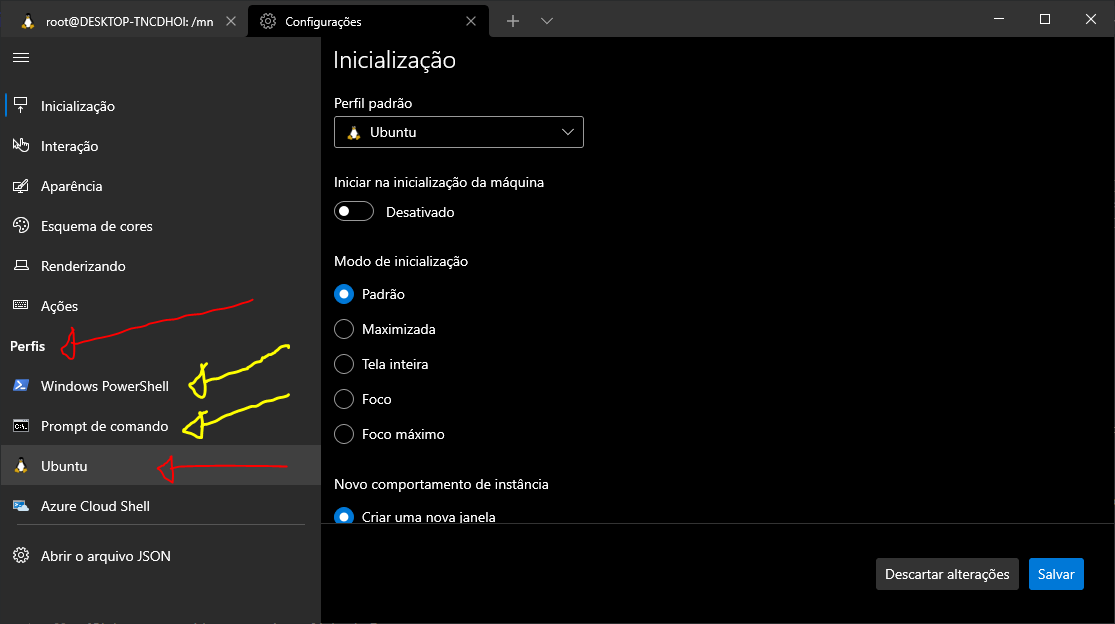 root@DESKTOP-TNCDHOI: /mn
Configurações
Inicialização
Interação
Aparência
Esquema de cores
Renderizando
Ações
Perfis
Windows PowerShell
Prompt de comando
Ubuntu
Azure Cloud Shell
Abrir o arquivo JSON
Inicialização
Perfil padrão
Ubuntu
Iniciar na inicialização da máquina
Desativado
Modo de inicialização
Padrão
Maximizada
Tela inteira
Foco
Foco máximo
Novo comportamento de instância
Criar uma nova janela
Descartar alterações
Salvar